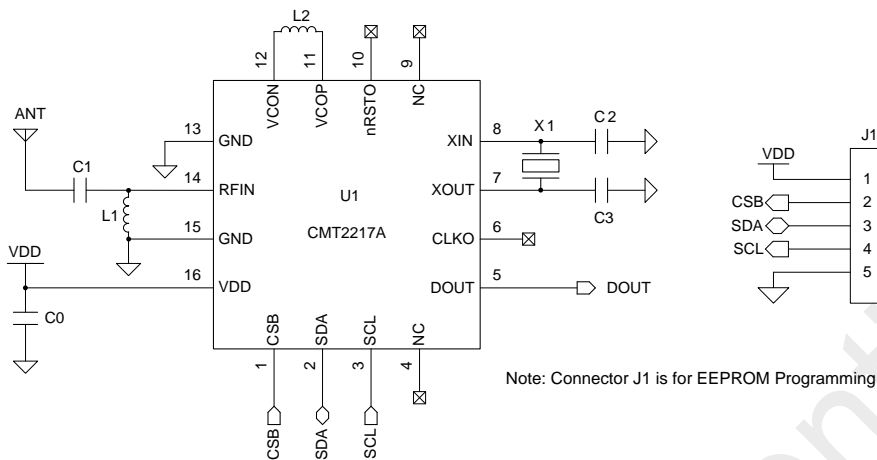 L2
12
11
10
9
VCON
VCOP
nRSTO
NC
ANT
C1
L1
VDD
C0
13
14
15
16
GND
RFIN
GND
VDD
U1
CMT2217A
XIN
XOUT
CLKO
DOUT
8
7
6
5
X1
C2
C3
DOUT
CSB
SDA
SCL
NC
1
2
3
4
CSB
SDA
SCL
J1
VDD
CSB
SDA
SCL
1
2
3
4
5
Note: Connector J1 is for EEPROM Programming